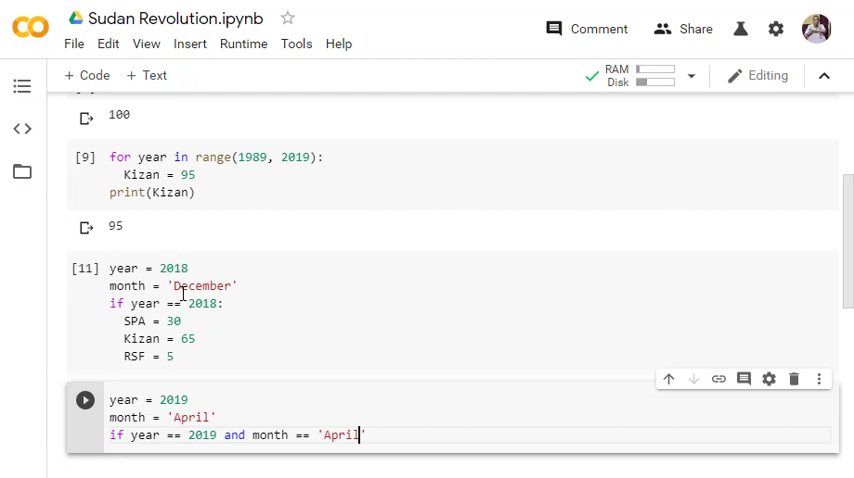 Sudan Revolution.ipynb
Comment
Share
File Edit View Insert Runtime Tools Help
+ Code + Text
RAM
Disk
Editing
100
[9] for year in range(1989, 2019):
Kizan = 95
print(Kizan)
95
[11] year = 2018
month = 'December'
if year == 2018:
SPA = 30
Kizan = 65
RSF = 5
year = 2019
month = 'April'
if year == 2019 and month == 'April'